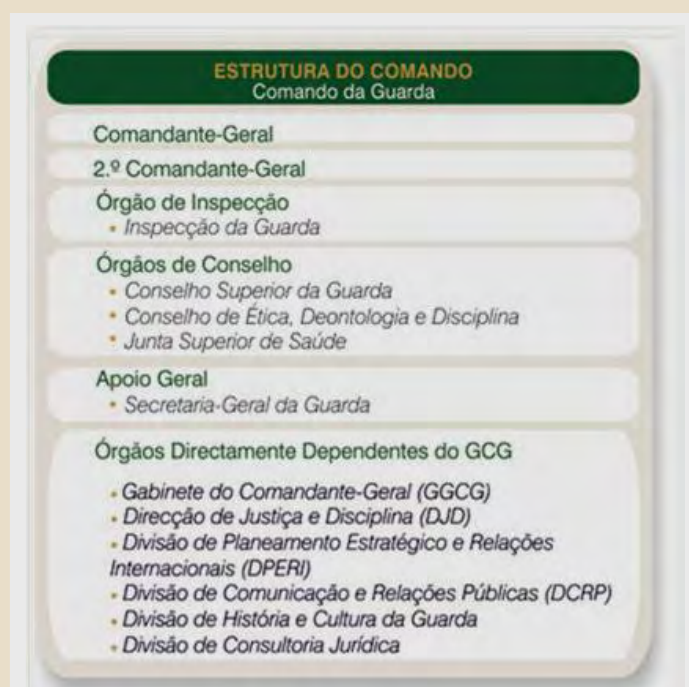 ESTRUTURA DO COMANDO
Comando da Guarda
Comandante-Geral
2.º Comandante-Geral
Órgão de Inspecção
• Inspecção da Guarda
Órgãos de Conselho
• Conselho Superior da Guarda
• Conselho de Ética, Deontologia e Disciplina
• Junta Superior de Saúde
Apoio Geral
• Secretaria-Geral da Guarda
Órgãos Directamente Dependentes do GCG
• Gabinete do Comandante-Geral (GGCG)
• Direcção de Justiça e Disciplina (DJD)
• Divisão de Planeamento Estratégico e Relações
Internacionais (DPERI)
• Divisão de Comunicação e Relações Públicas (DCRP)
• Divisão de História e Cultura da Guarda
• Divisão de Consultoria Jurídica